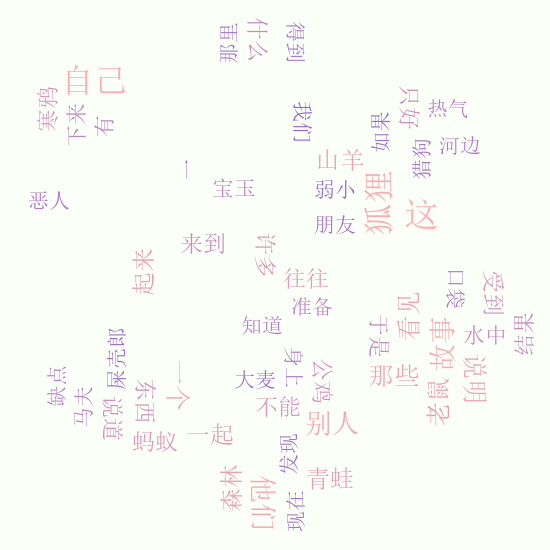 那里
什么
得到
自己
寒鸦
下来
有
我们
只好
热气
如果
猎狗
河边
山羊
一
宝玉
弱小
狐狸
这
恶人
朋友
来到
许多
起来
往往
准备
口袋
受到
知道
于是
看见
故事
水中
结果
屎壳郎
身上
公鸡
那些
说明
缺点
马夫
说道
东西
一个
大麦
不能
别人
老鼠
蚂蚁
一起
发现
森林
他们
现在
青蛙